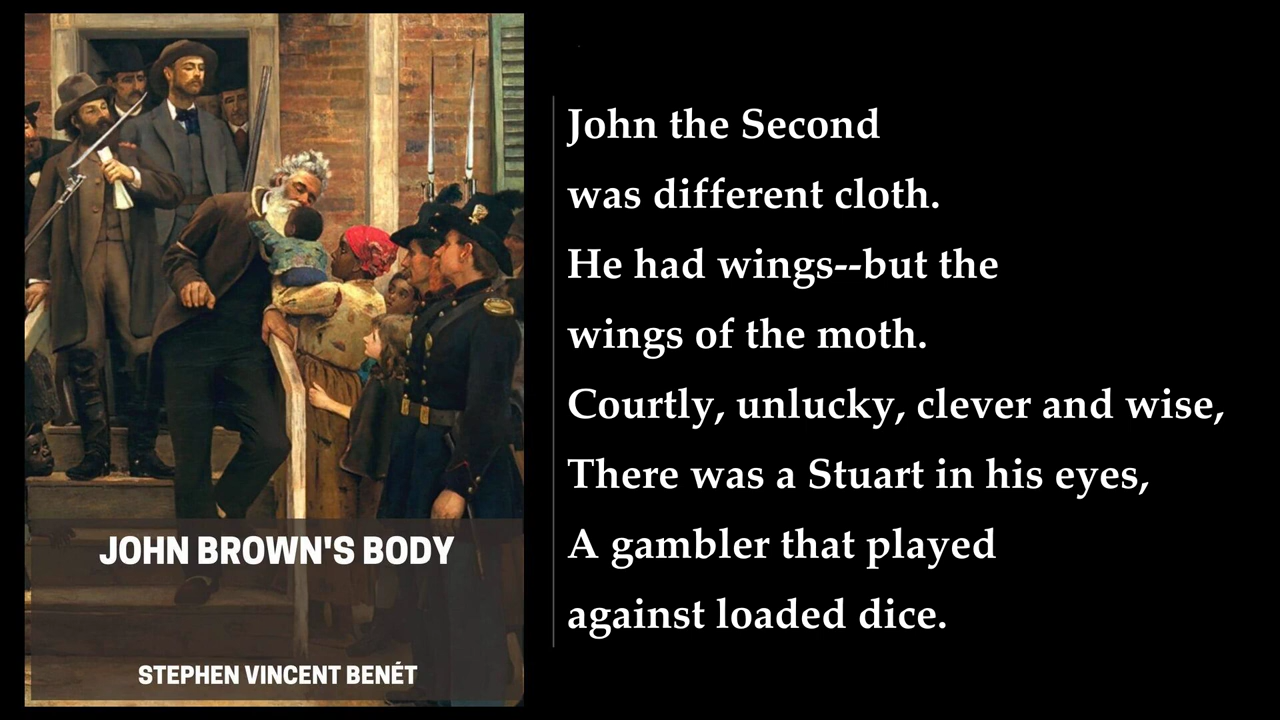 JOHN BROWN'S BODY
STEPHEN VINCENT BENÉT
John the Second
was different cloth.
He had wings--but the
wings of the moth.
Courtly, unlucky, clever and wise,
There was a Stuart in his eyes,
A gambler that played
against loaded dice.